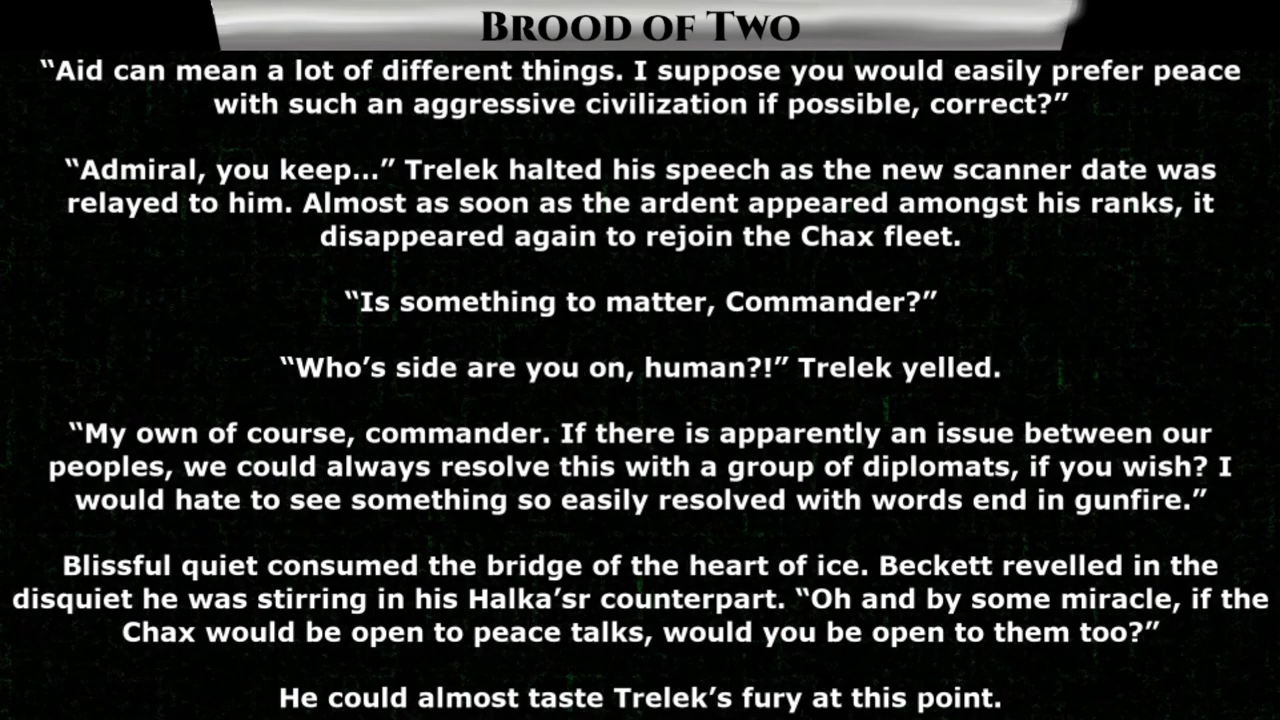 Brood of Two
“Aid can mean a lot of different things. I suppose you would easily prefer peace
with such an aggressive civilization if possible, correct?”
“Admiral, you keep...” Trelek halted his speech as the new scanner date was
relayed to him. Almost as soon as the ardent appeared amongst his ranks, it
disappeared again to rejoin the Chax fleet.
“Is something to matter, Commander?”
“Who’s side are you on, human?!” Trelek yelled.
“My own of course, commander. If there is apparently an issue between our
peoples, we could always resolve this with a group of diplomats, if you wish? I
would hate to see something so easily resolved with words end in gunfire.”
Blissful quiet consumed the bridge of the heart of ice. Beckett revelled in the
disquiet he was stirring in his Halka’sr counterpart. “Oh and by some miracle, if the
Chax would be open to peace talks, would you be open to them too?”
He could almost taste Trelek’s fury at this point.